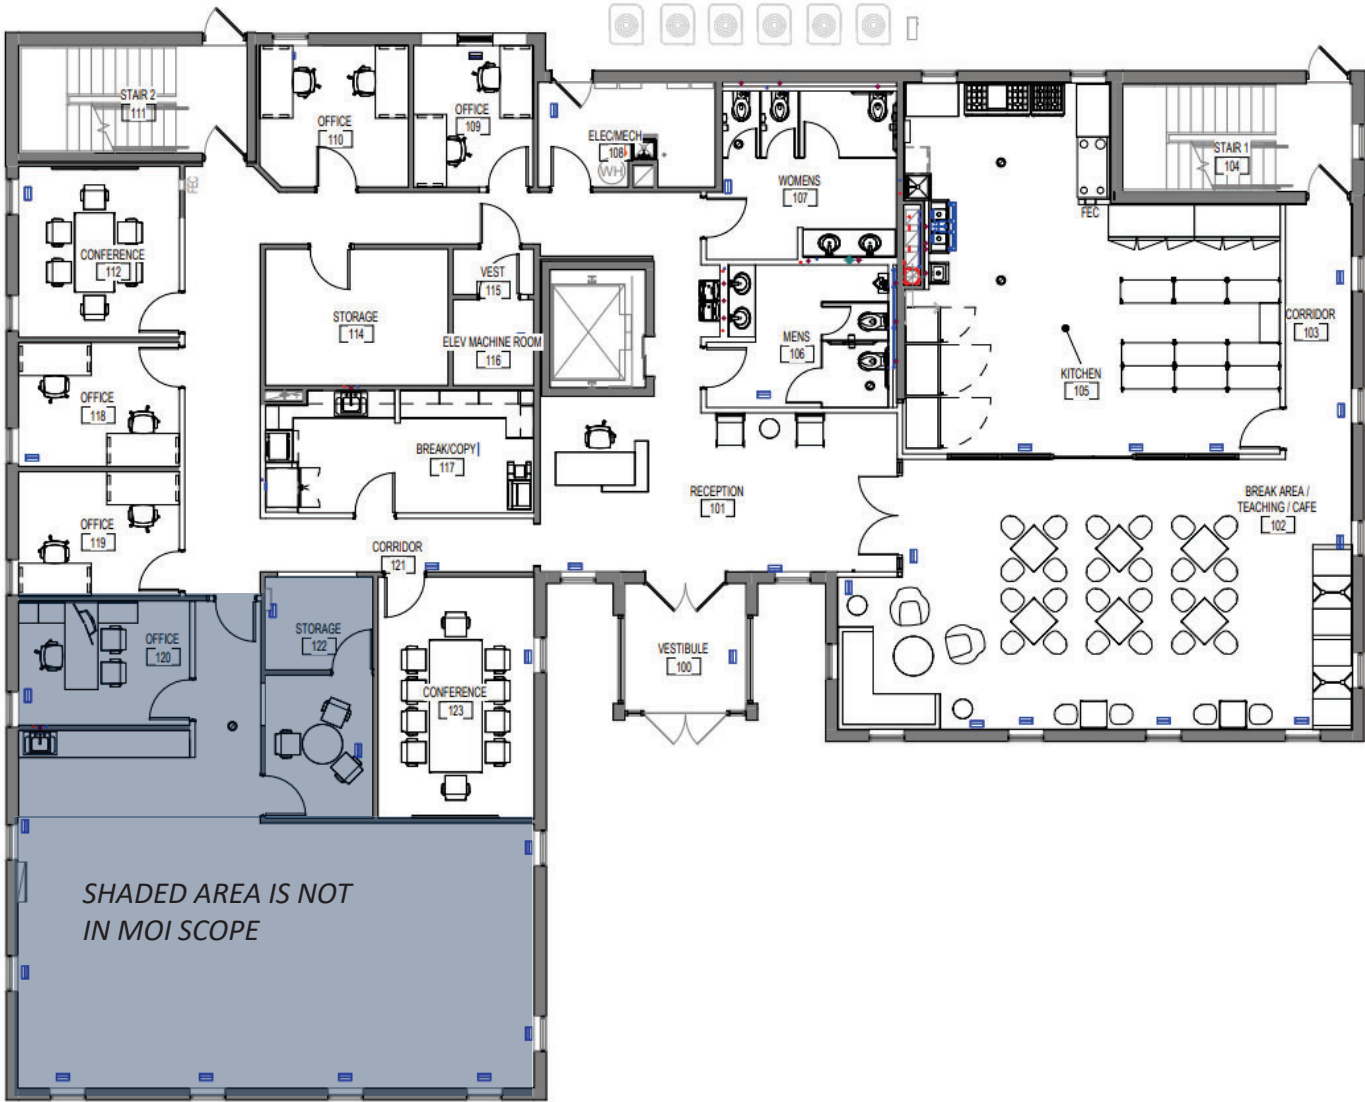 STAIR 2
111
OFFICE
110
OFFICE
109
ELEC/MECH
108
WH
WOMENS
107
STAIR 1
104
FEC
FEC
CONFERENCE
112
VEST
115
STORAGE
114
ELEV MACHINE ROOM
116
MENS
106
KITCHEN
105
CORRIDOR
103
OFFICE
118
BREAK/COPY
117
RECEPTION
101
BREAK AREA /
TEACHING / CAFE
102
OFFICE
119
CORRIDOR
121
OFFICE
120
STORAGE
122
VESTIBULE
100
CONFERENCE
123
SHADED AREA IS NOT
IN MOI SCOPE